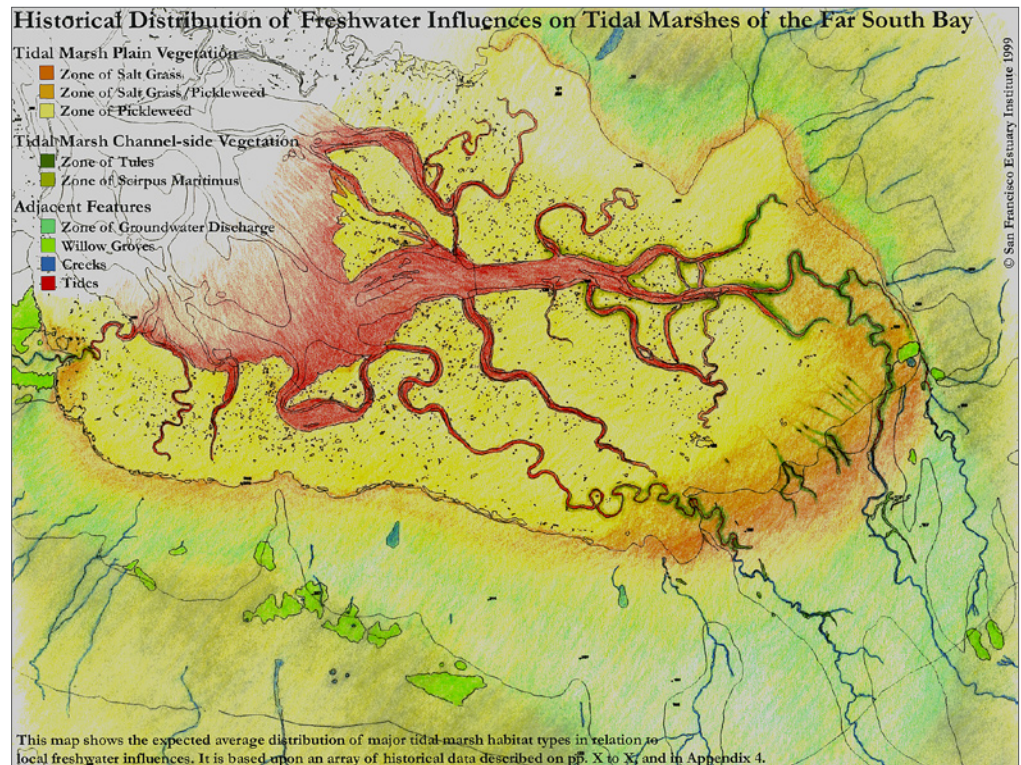 Historical Distribution of Freshwater Influences on Tidal Marshes of the Far South Bay
Tidal Marsh Plain Vegetation
Zone of Salt Grass
Zone of Salt Grass/Pickleweed
Zone of Pickleweed
Tidal Marsh Channel-side Vegetation
Zone of Tules
Zone of Scirpus Maritimus
Adjacent Features
Zone of Groundwater Discharge
Willow Groves
Creeks
Tides
© San Francisco Estuary Institute 1999
This map shows the expected average distribution of major tidal marsh habitat types in relation to
local freshwater influences. It is based upon an array of historical data described on pp. X to X, and in Appendix 4.